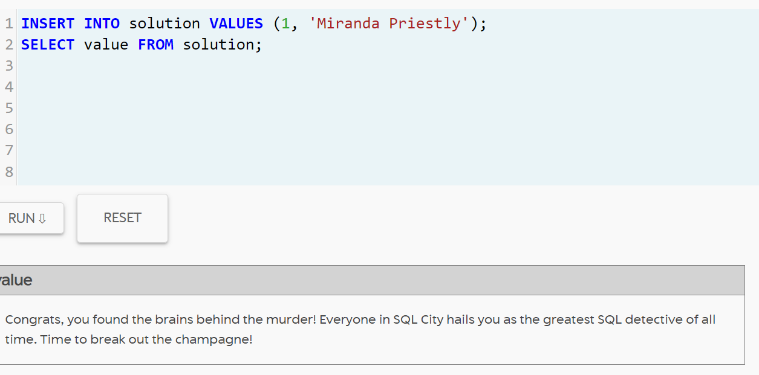 1 INSERT INTO solution VALUES (1, 'Miranda Priestly');
2 SELECT value FROM solution;
3
4
5
6
7
8
RUN ⇩
RESET
value
Congrats, you found the brains behind the murder! Everyone in SQL City hails you as the greatest SQL detective of all
time. Time to break out the champagne!